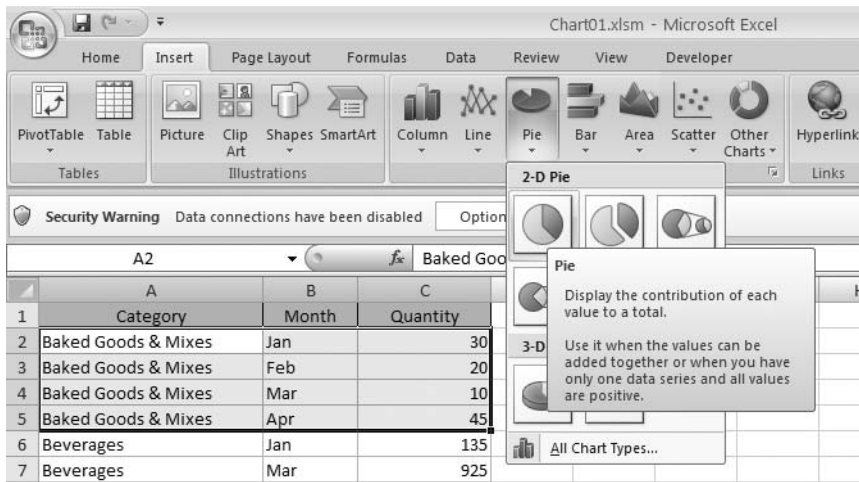 Chart01.xlsm - Microsoft Excel
Home Insert Page Layout Formulas Data Review View Developer
PivotTable Table Picture Clip Art Shapes SmartArt Column Line Pie Bar Area Scatter Other Charts Hyperlink
Tables Illustrations Links
Security Warning Data connections have been disabled
2-D Pie
A2 fx
Pie
Display the contribution of each
value to a total.
Use it when the values can be
added together or when you have
only one data series and all values
are positive.
3-D
All Chart Types...
A B C
1 Category Month Quantity
2 Baked Goods & Mixes Jan 30
3 Baked Goods & Mixes Feb 20
4 Baked Goods & Mixes Mar 10
5 Baked Goods & Mixes Apr 45
6 Beverages Jan 135
7 Beverages Mar 925